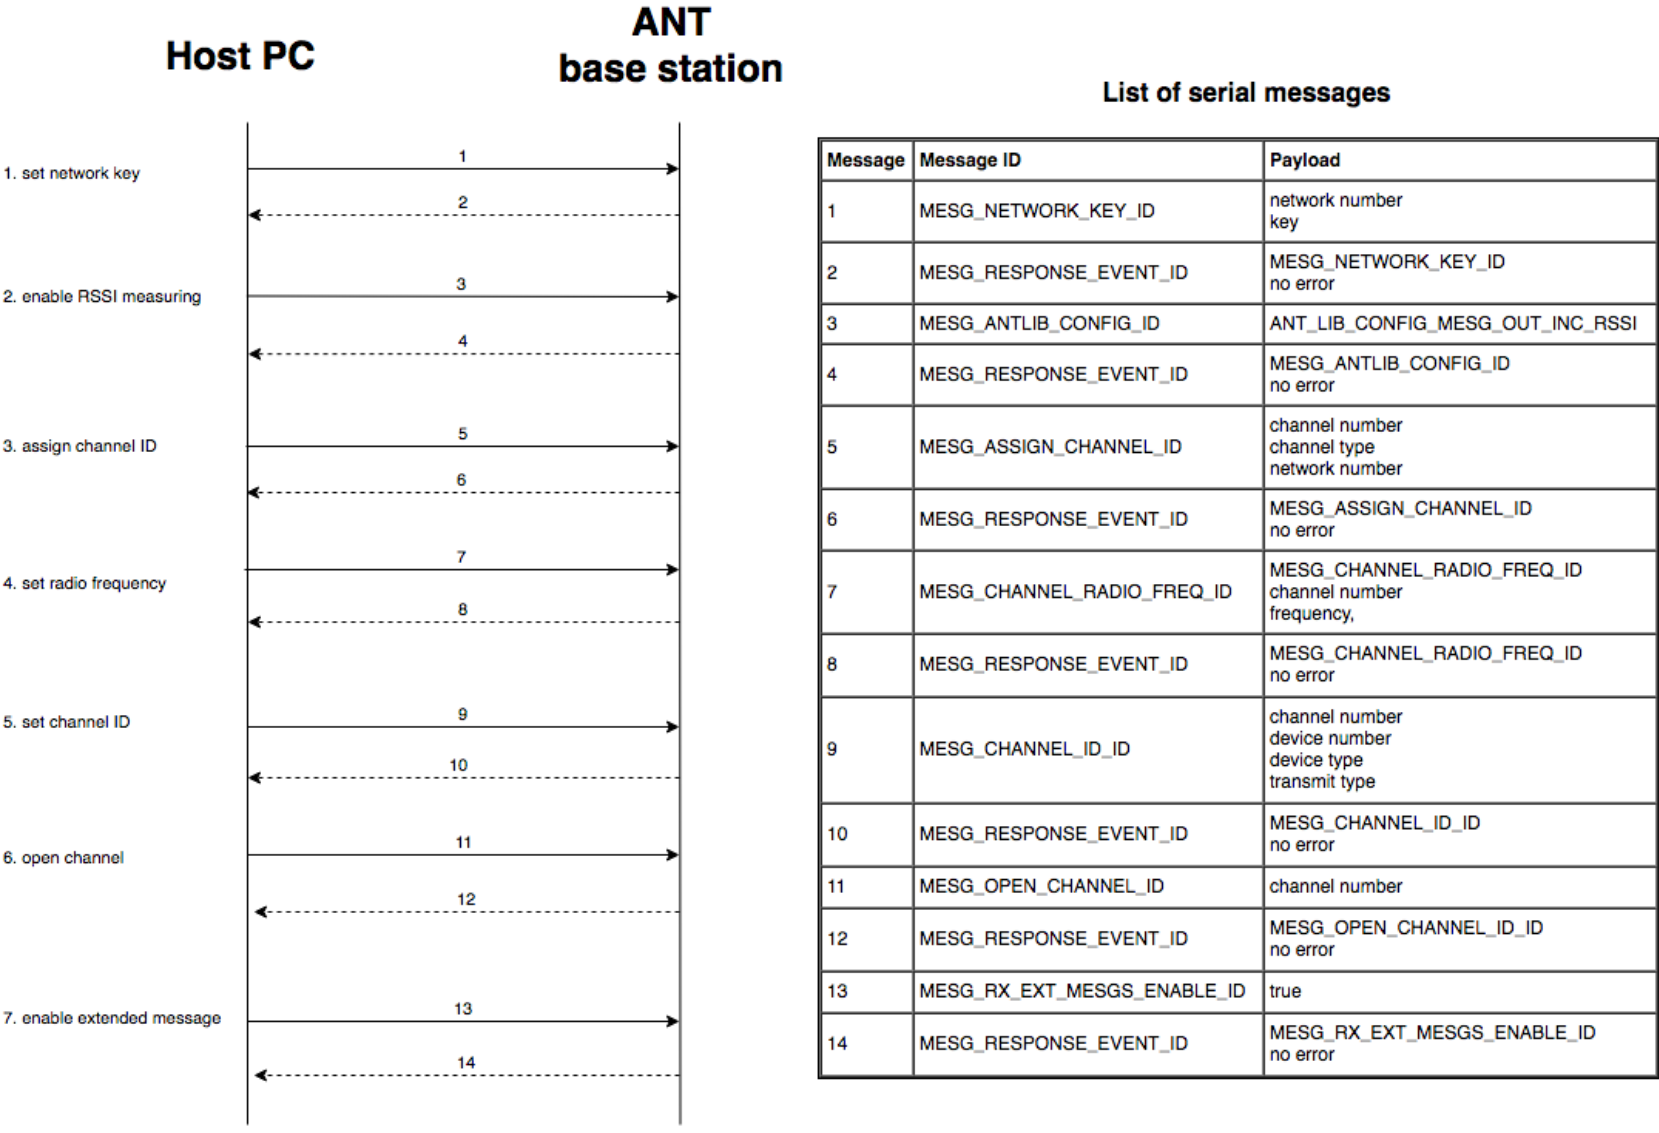 Host PC
ANT
base station
1. set network key
1
2
2. enable RSSI measuring
3
4
3. assign channel ID
5
6
4. set radio frequency
7
8
5. set channel ID
9
10
6. open channel
11
12
7. enable extended message
13
14
List of serial messages
Message Message ID Payload
1 MESG_NETWORK_KEY_ID network number
key
2 MESG_RESPONSE_EVENT_ID MESG_NETWORK_KEY_ID
no error
3 MESG_ANTLIB_CONFIG_ID ANT_LIB_CONFIG_MESG_OUT_INC_RSSI
4 MESG_RESPONSE_EVENT_ID MESG_ANTLIB_CONFIG_ID
no error
5 MESG_ASSIGN_CHANNEL_ID channel number
channel type
network number
6 MESG_RESPONSE_EVENT_ID MESG_ASSIGN_CHANNEL_ID
no error
7 MESG_CHANNEL_RADIO_FREQ_ID MESG_CHANNEL_RADIO_FREQ_ID
channel number
frequency,
8 MESG_RESPONSE_EVENT_ID MESG_CHANNEL_RADIO_FREQ_ID
no error
9 MESG_CHANNEL_ID_ID channel number
device number
device type
transmit type
10 MESG_RESPONSE_EVENT_ID MESG_CHANNEL_ID_ID
no error
11 MESG_OPEN_CHANNEL_ID channel number
12 MESG_RESPONSE_EVENT_ID MESG_OPEN_CHANNEL_ID_ID
no error
13 MESG_RX_EXT_MESGS_ENABLE_ID true
14 MESG_RESPONSE_EVENT_ID MESG_RX_EXT_MESGS_ENABLE_ID
no error